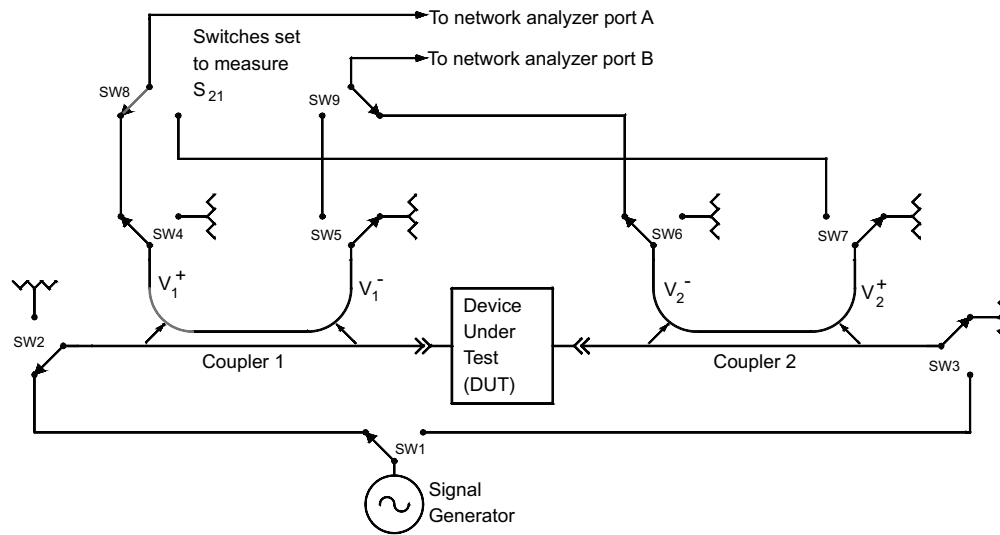 To network analyzer port A
Switches set
to measure
S21
To network analyzer port B
SW8
SW9
SW4
SW5
SW6
SW7
V1+
V1-
V2-
V2+
Device
Under
Test
(DUT)
SW2
Coupler 1
Coupler 2
SW3
SW1
Signal
Generator